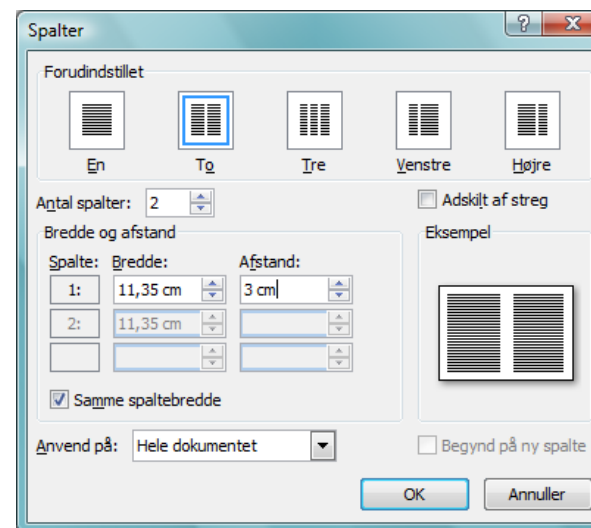 Spalter
Forudindstillet
En To Tre Venstre Højre
Antal spalter: 2
Adskilt af streg
Bredde og afstand
Eksempel
Spalte: Bredde: Afstand:
1: 11,35 cm 3 cm
2: 11,35 cm
Samme spaltebredde
Anvend på: Hele dokumentet
Begynd på ny spalte
OK Annuller